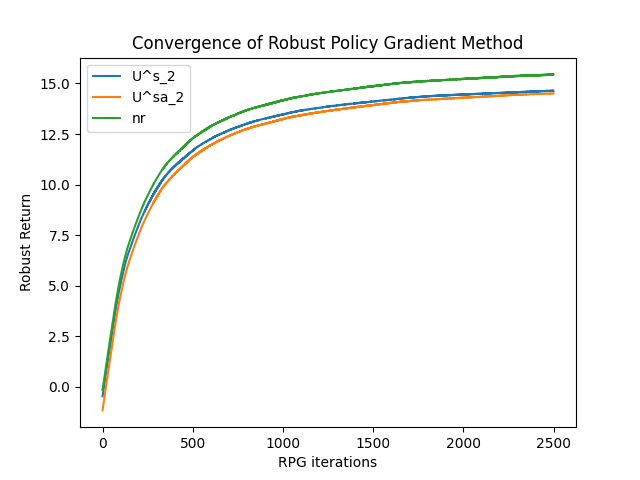 Convergence of Robust Policy Gradient Method
U^s_2
U^sa_2
nr
Robust Return
15.0
12.5
10.0
7.5
5.0
2.5
0.0
0 500 1000 1500 2000 2500
RPG iterations